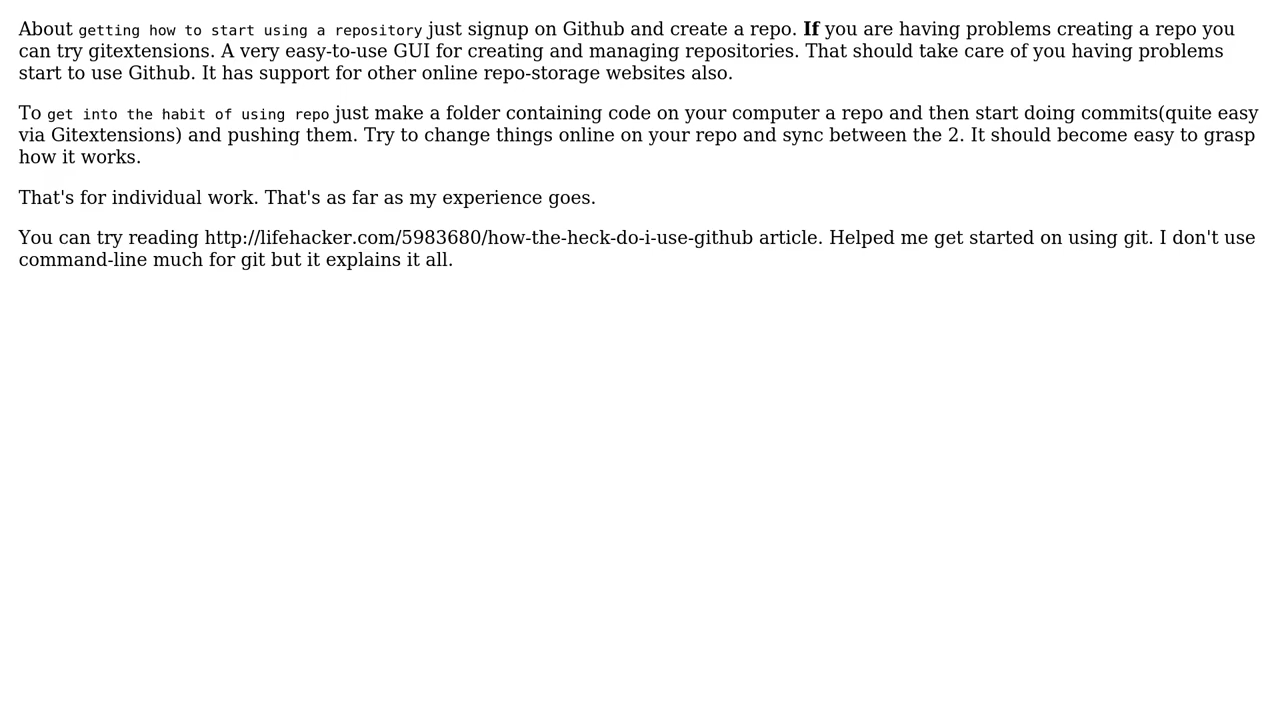 About getting how to start using a repository just signup on Github and create a repo. If you are having problems creating a repo you
can try gitextensions. A very easy-to-use GUI for creating and managing repositories. That should take care of you having problems
start to use Github. It has support for other online repo-storage websites also.
To get into the habit of using repo just make a folder containing code on your computer a repo and then start doing commits(quite easy
via Gitextensions) and pushing them. Try to change things online on your repo and sync between the 2. It should become easy to grasp
how it works.
That's for individual work. That's as far as my experience goes.
You can try reading http://lifehacker.com/5983680/how-the-heck-do-i-use-github article. Helped me get started on using git. I don't use
command-line much for git but it explains it all.